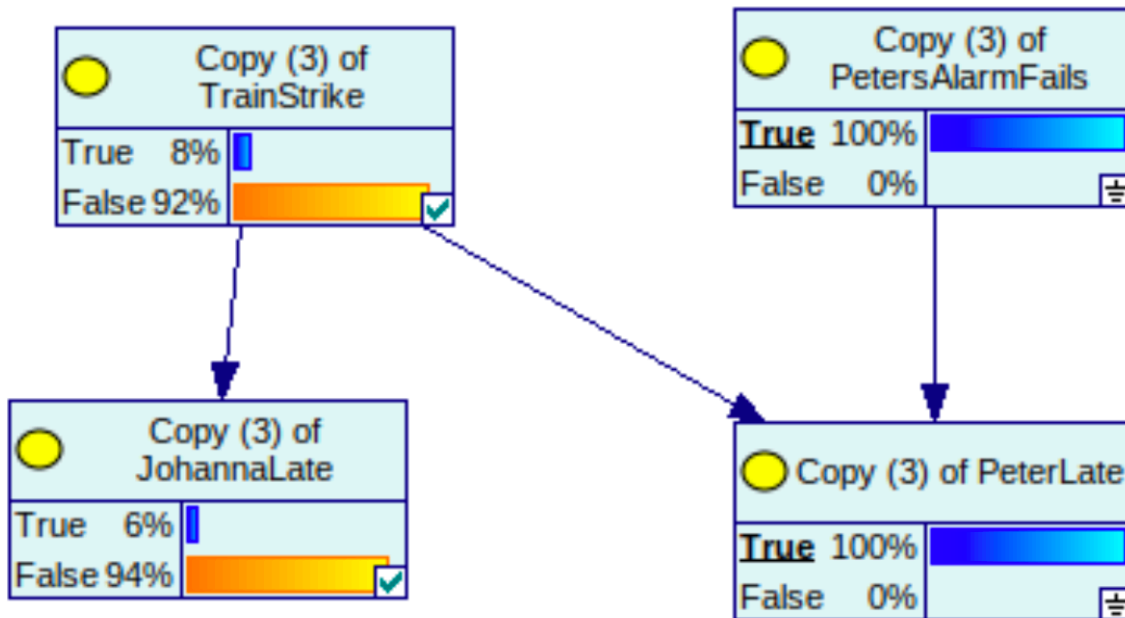 Copy (3) of
TrainStrike
True 8%
False 92%
Copy (3) of
PetersAlarmFails
True 100%
False 0%
Copy (3) of
JohannaLate
True 6%
False 94%
Copy (3) of PeterLate
True 100%
False 0%